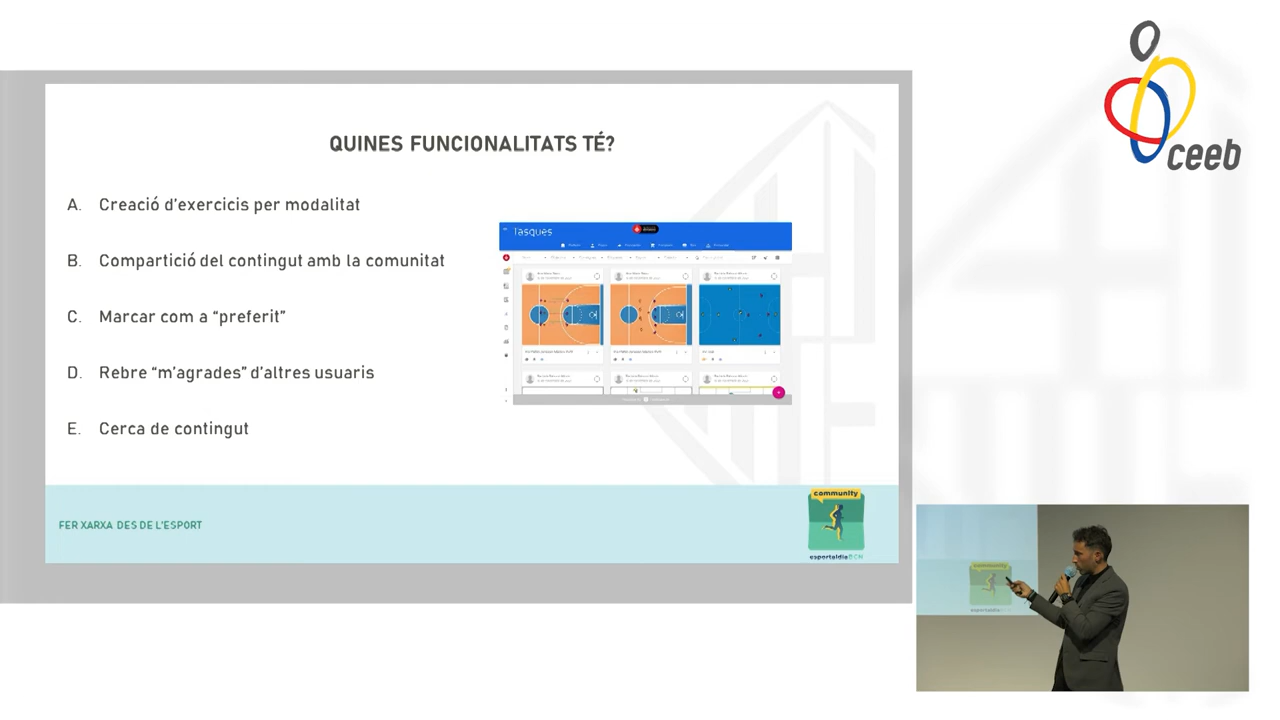 ceeb
QUINES FUNCIONALITATS TÉ?
A. Creació d'exercicis per modalitat
B. Compartició del contingut amb la comunitat
C. Marcar com a “preferit”
D. Rebre “m'agrades” d'altres usuaris
E. Cerca de contingut
Tasques
FER XARXA DES DE L'ESPORT
community
esportaldiaBCN